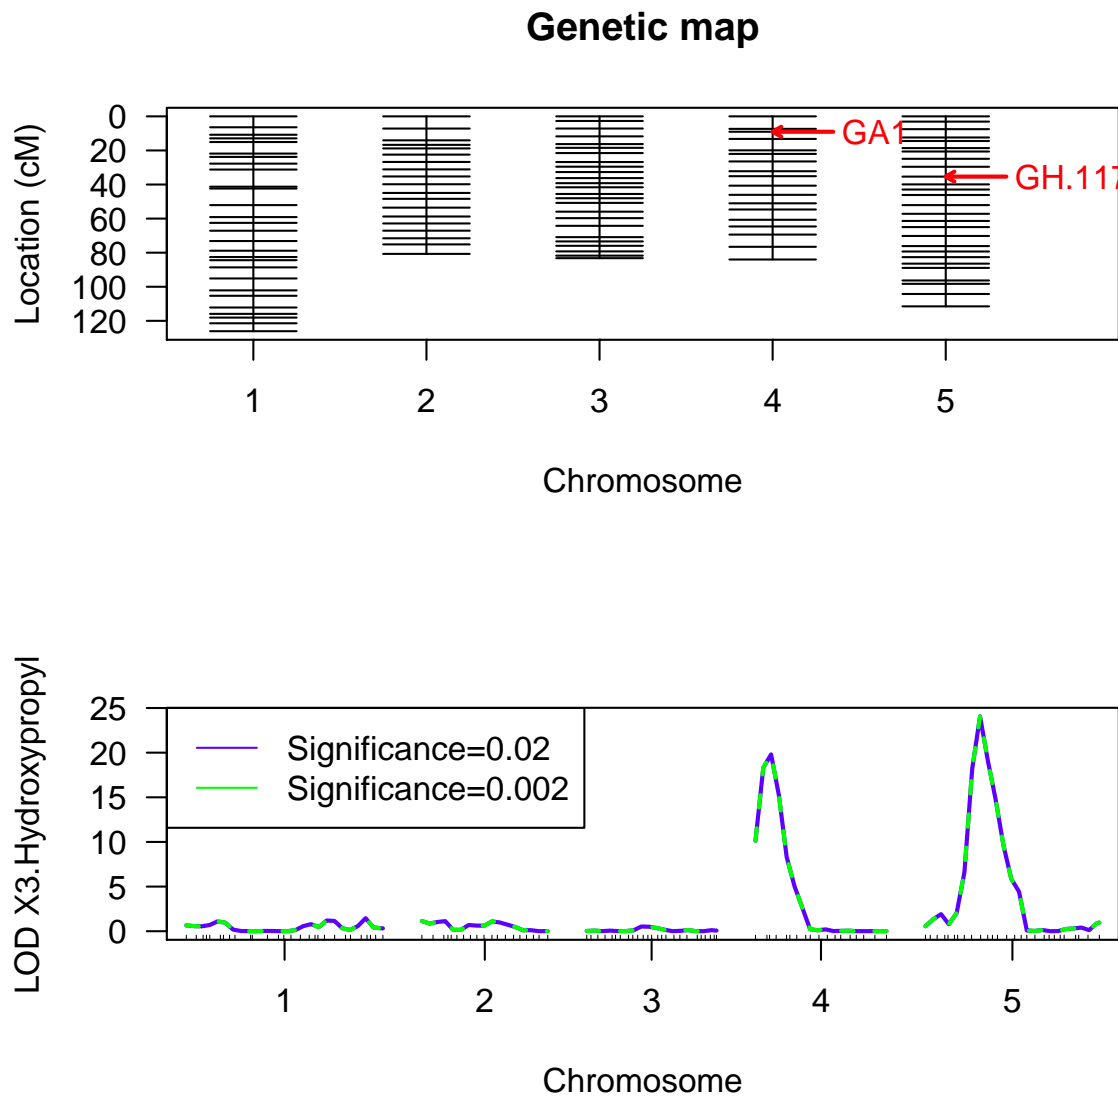 Genetic map
Location (cM)
0
20
40
60
80
100
120
GA1
GH.117
1 2 3 4 5
Chromosome
LOD X3.Hydroxypropyl
25
20
15
10
5
0
Significance=0.02
Significance=0.002
1 2 3 4 5
Chromosome